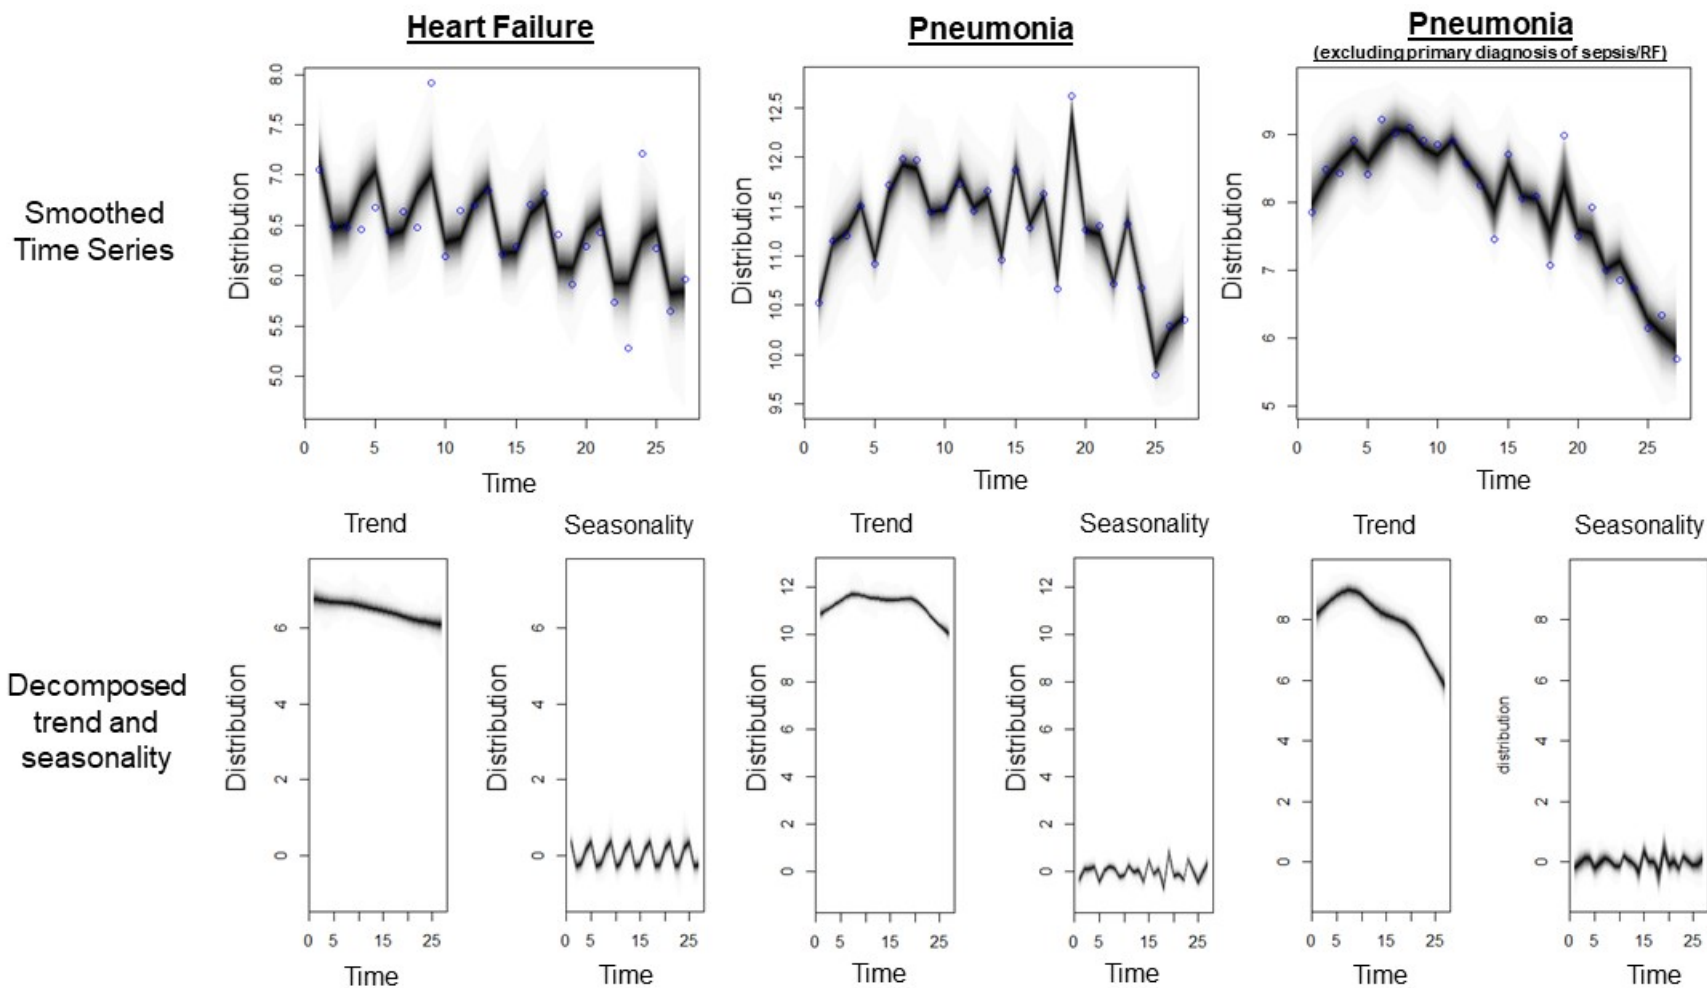 Heart Failure
Pneumonia
Pneumonia
(excluding primary diagnosis of sepsis/RF)
Smoothed
Time Series
Distribution
8.0
7.5
7.0
6.5
6.0
5.5
5.0
0 5 10 15 20 25
Time
Distribution
12.5
12.0
11.5
11.0
10.5
10.0
9.5
0 5 10 15 20 25
Time
Distribution
9
8
7
6
5
0 5 10 15 20 25
Time
Decomposed
trend and
seasonality
Trend
Distribution
6
4
2
0
0 5 15 25
Time
Seasonality
Distribution
6
4
2
0
0 5 15 25
Time
Trend
Distribution
12
10
8
6
4
2
0
0 5 15 25
Time
Seasonality
Distribution
12
10
8
6
4
2
0
0 5 15 25
Time
Trend
Distribution
8
6
4
2
0
0 5 15 25
Time
Seasonality
distribution
8
6
4
2
0
0 5 15 25
Time